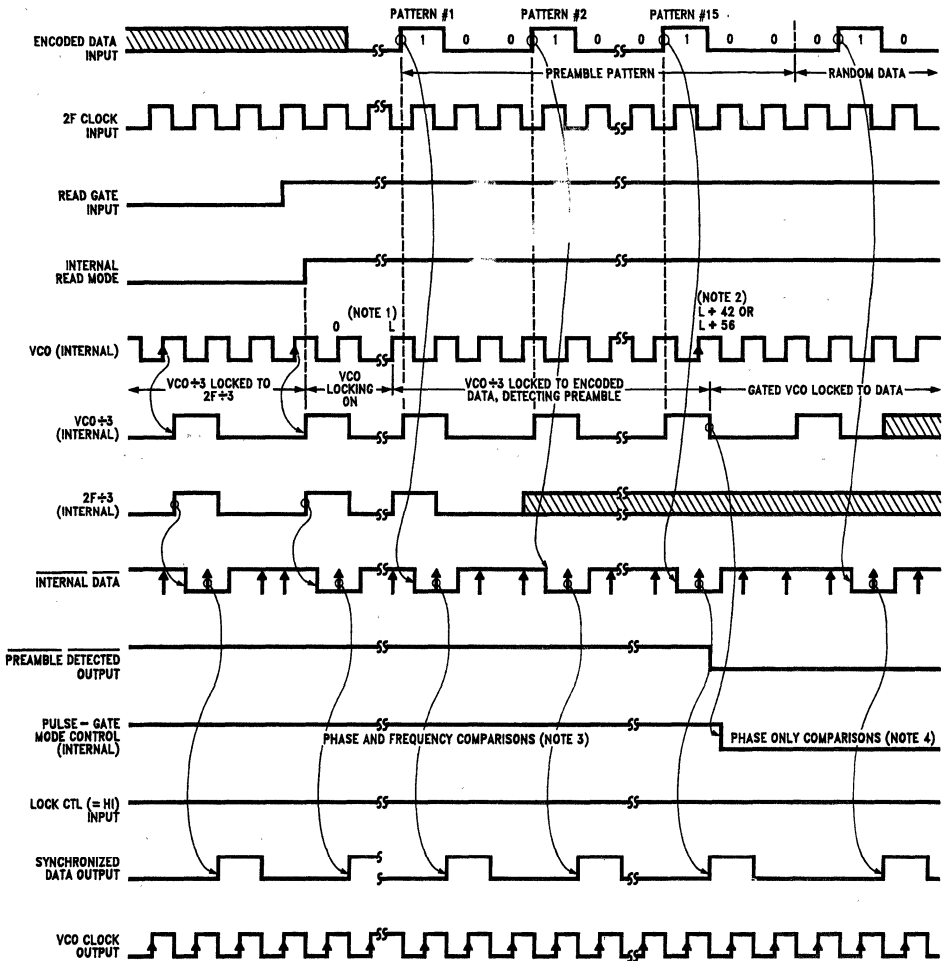 PATTERN #1 PATTERN #2 PATTERN #15
ENCODED DATA
INPUT
1 0 0 1 0 0 1 0 0 0 1 0
PREAMBLE PATTERN RANDOM DATA
2F CLOCK
INPUT
READ GATE
INPUT
INTERNAL
READ MODE
(NOTE 1)
0 L
(NOTE 2)
L + 42 OR
L + 56
VCO (INTERNAL)
VCO÷3 LOCKED TO
2F÷3
VCO
LOCKING
ON
VCO÷3 LOCKED TO ENCODED
DATA, DETECTING PREAMBLE
GATED VCO LOCKED TO DATA
VCO÷3
(INTERNAL)
2F÷3
(INTERNAL)
INTERNAL DATA
PREAMBLE DETECTED
OUTPUT
PULSE - GATE
MODE CONTROL
(INTERNAL)
PHASE AND FREQUENCY COMPARISONS (NOTE 3)
PHASE ONLY COMPARISONS (NOTE 4)
LOCK CTL (= HI)
INPUT
SYNCHRONIZED
DATA OUTPUT
VCO CLOCK
OUTPUT